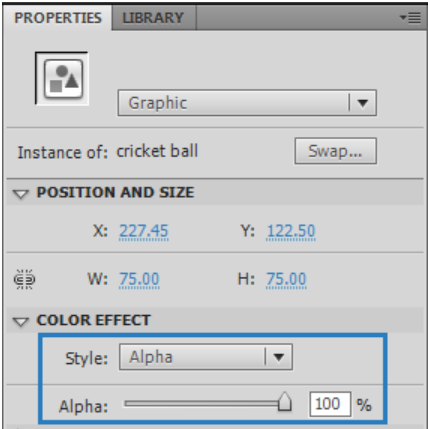 PROPERTIES LIBRARY
Graphic
Instance of: cricket ball Swap...
POSITION AND SIZE
X: 227.45 Y: 122.50
W: 75.00 H: 75.00
COLOR EFFECT
Style: Alpha
Alpha: 100 %